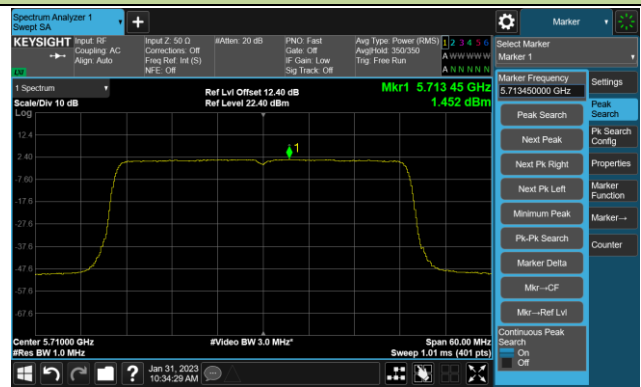 Spectrum Analyzer 1
Swept SA
Marker
KEYSIGHT
Input: RF
Coupling: AC
Align: Auto
Input Z: 50 Ω
Corrections: Off
Freq Ref: Int (S)
NFE: Off
#Atten: 20 dB
PNO: Fast
Gate: Off
IF Gain: Low
Sig Track: Off
Avg Type: Power (RMS)
Avg|Hold: 350/350
Trig: Free Run
1 2 3 4 5 6
A W W W W W
A N N N N N
Select Marker
Marker 1
1 Spectrum
Scale/Div 10 dB
Log
Ref Lvl Offset 12.40 dB
Ref Level 22.40 dBm
Mkr1 5.713 45 GHz
1.452 dBm
12.4
2.40
-7.60
-17.6
-27.6
-37.6
-47.6
-57.6
-67.6
1
Center 5.71000 GHz
#Res BW 1.0 MHz
#Video BW 3.0 MHz*
Span 60.00 MHz
Sweep 1.01 ms (401 pts)
Marker Frequency
5.713450000 GHz
Peak Search
Next Peak
Next Pk Right
Next Pk Left
Minimum Peak
Pk-Pk Search
Marker Delta
Mkr→CF
Mkr→Ref Lvl
Continuous Peak
Search
On
Off
Settings
Peak
Search
Pk Search
Config
Properties
Marker
Function
Marker→
Counter
Jan 31, 2023
10:34:29 AM